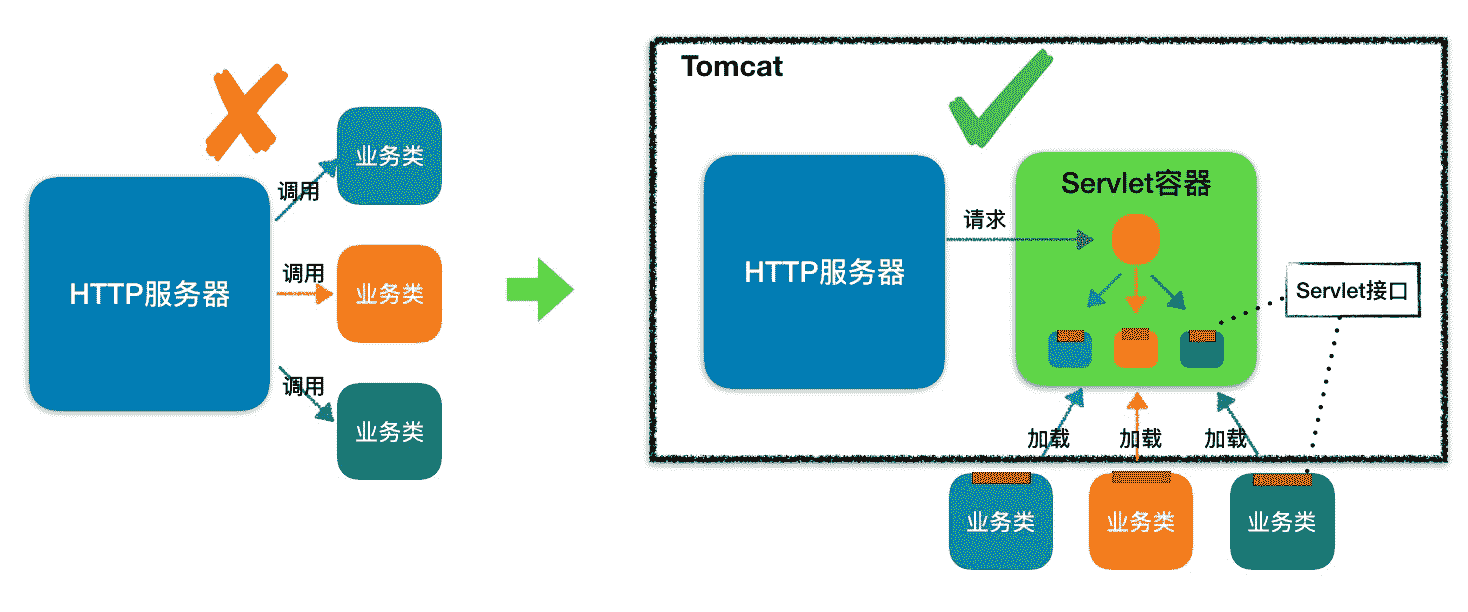 调用
业务类
HTTP服务器
调用
业务类
调用
业务类
Tomcat
HTTP服务器
请求
Servlet容器
Servlet接口
加载
加载
加载
业务类
业务类
业务类